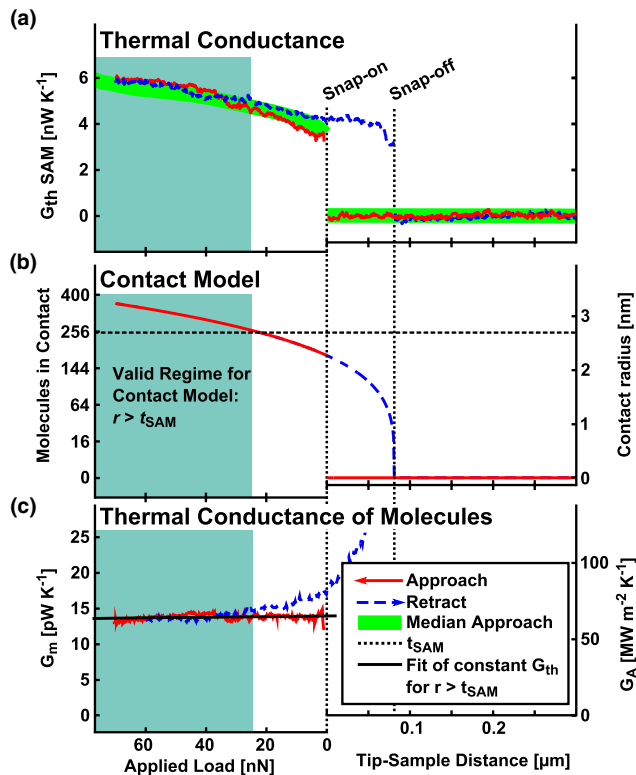 (a)
Thermal Conductance
Snap-on
Snap-off
G_th SAM [nW K⁻¹]
6
4
2
0
(b)
Contact Model
Molecules in Contact
400
256
144
64
16
0
Valid Regime for
Contact Model:
r > t_SAM
Contact radius [nm]
3
2
1
0
(c)
Thermal Conductance of Molecules
G_m [pW K⁻¹]
25
20
15
10
5
0
Approach
Retract
Median Approach
t_SAM
Fit of constant G_th
for r > t_SAM
G_A [MW m⁻² K⁻¹]
100
50
0
60 40 20 0
0.1 0.2
Applied Load [nN]
Tip-Sample Distance [µm]